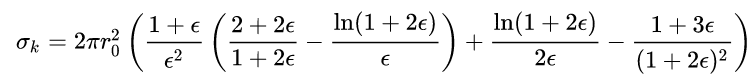 σ_k = 2πr_0^2 ( (1 + ϵ)/ϵ^2 ( (2 + 2ϵ)/(1 + 2ϵ) − ln(1 + 2ϵ)/ϵ ) + ln(1 + 2ϵ)/(2ϵ) − (1 + 3ϵ)/(1 + 2ϵ)^2 )